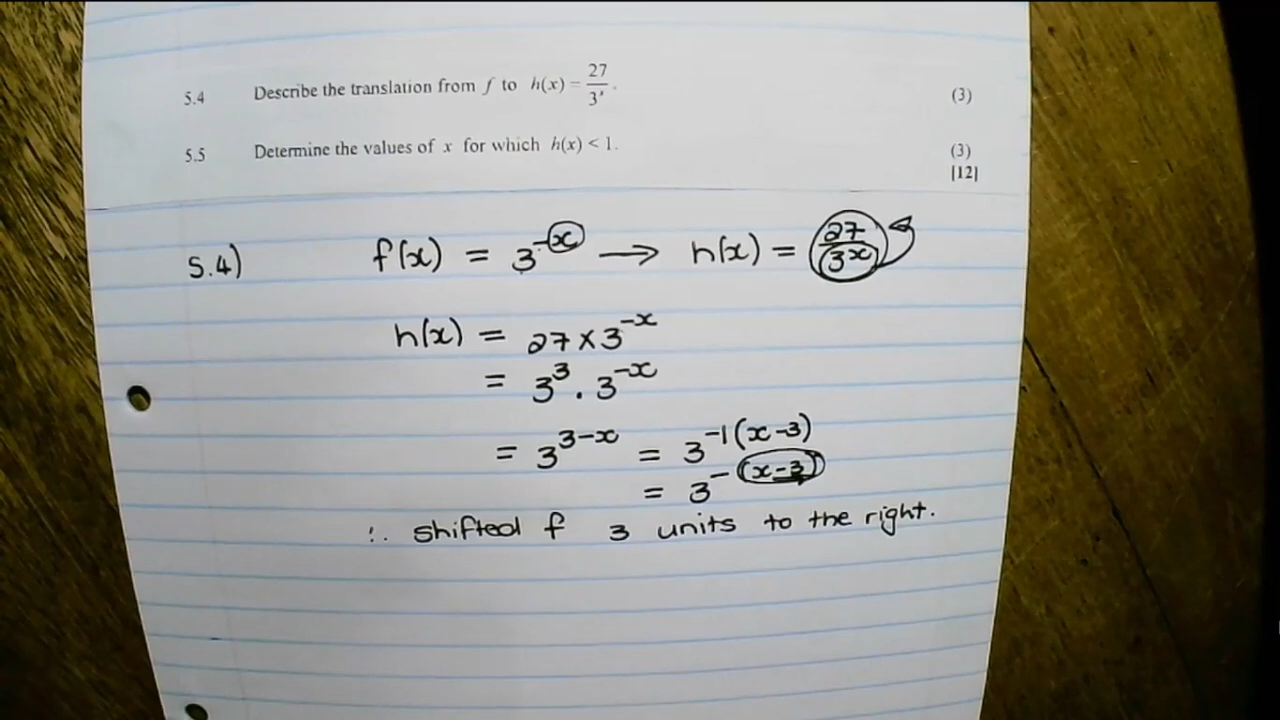 5.4 Describe the translation from f to h(x) = 27/3ˣ. (3)
5.5 Determine the values of x for which h(x) < 1. (3)
[12]
5.4) f(x) = 3^-x → h(x) = 27/3^x
h(x) = 27 × 3^-x
= 3^3 . 3^-x
= 3^3-x = 3^-1(x-3)
= 3^-(x-3)
∴ shifted f 3 units to the right.